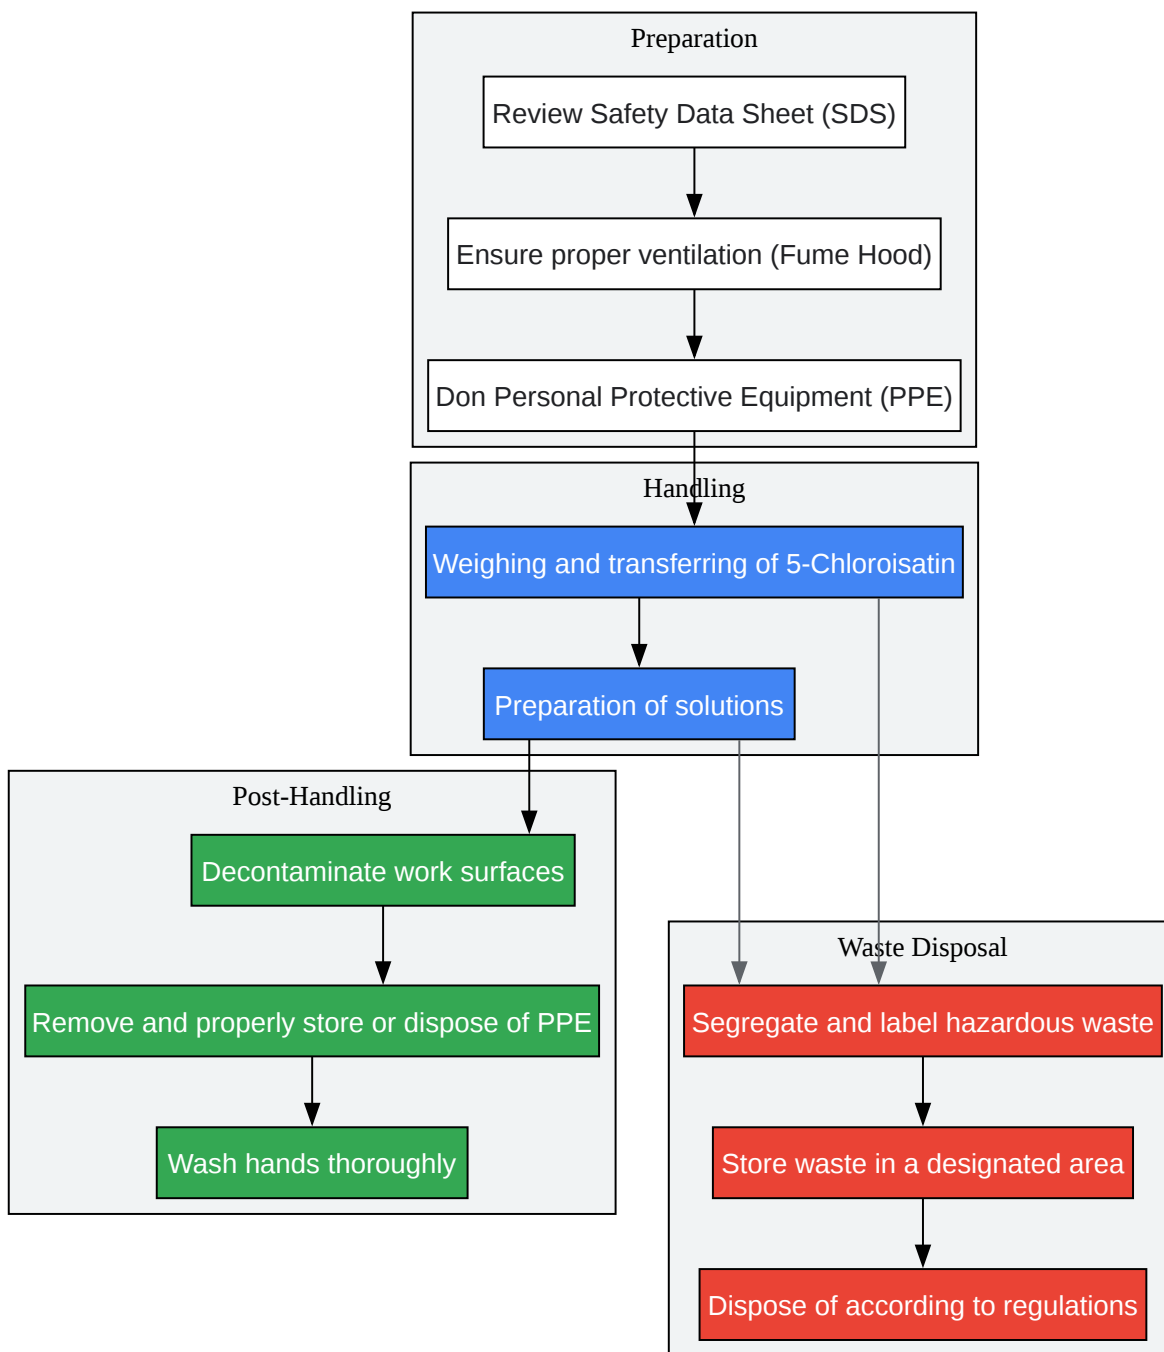 Preparation
Review Safety Data Sheet (SDS)
Ensure proper ventilation (Fume Hood)
Don Personal Protective Equipment (PPE)
Handling
Weighing and transferring of 5-Chloroisatin
Preparation of solutions
Post-Handling
Decontaminate work surfaces
Remove and properly store or dispose of PPE
Wash hands thoroughly
Waste Disposal
Segregate and label hazardous waste
Store waste in a designated area
Dispose of according to regulations